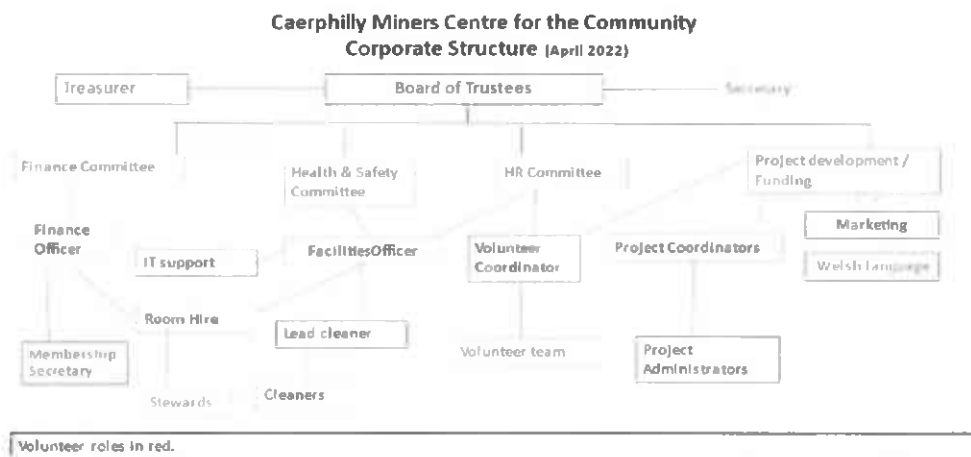 Caerphilly Miners Centre for the Community
Corporate Structure (April 2022)
Treasurer
Board of Trustees
Secretary
Finance Committee
Health & Safety
Committee
HR Committee
Project development /
Funding
Finance
Officer
IT support
FacilitiesOfficer
Volunteer
Coordinator
Project Coordinators
Marketing
Welsh language
Room Hire
Lead cleaner
Membership
Secretary
Volunteer team
Project
Administrators
Stewards
Cleaners
Volunteer roles in red.